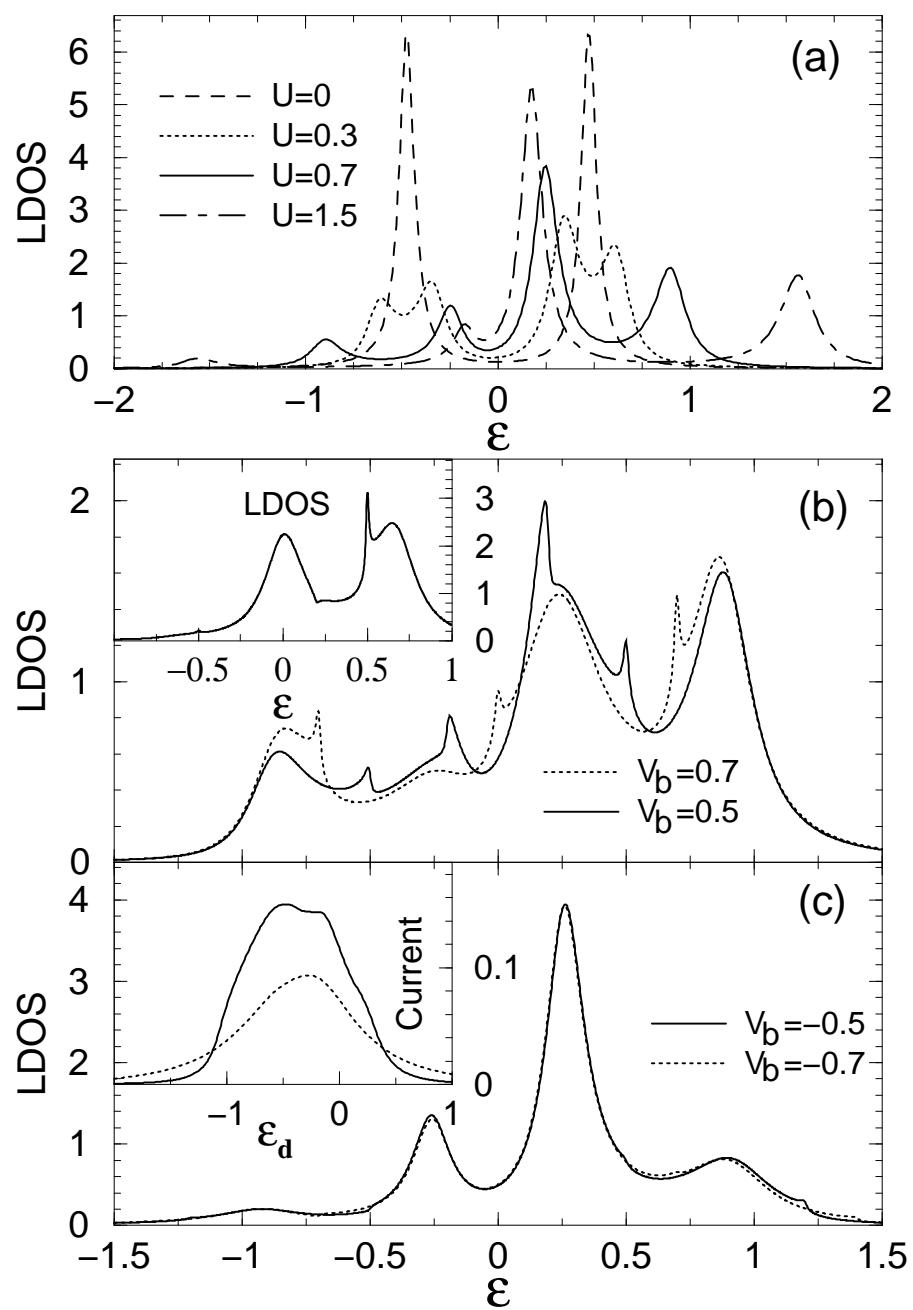 (a)
6
5
4
3
2
1
0
LDOS
U=0
U=0.3
U=0.7
U=1.5
−2 −1 0 1 2
ε
(b)
2
1
0
LDOS
LDOS
−0.5 0 0.5 1
ε
3
2
1
0
V_b=0.7
V_b=0.5
(c)
4
3
2
1
0
LDOS
Current
0.1
0
−1 0 1
ε_d
V_b=−0.5
V_b=−0.7
−1.5 −1 −0.5 0 0.5 1 1.5
ε